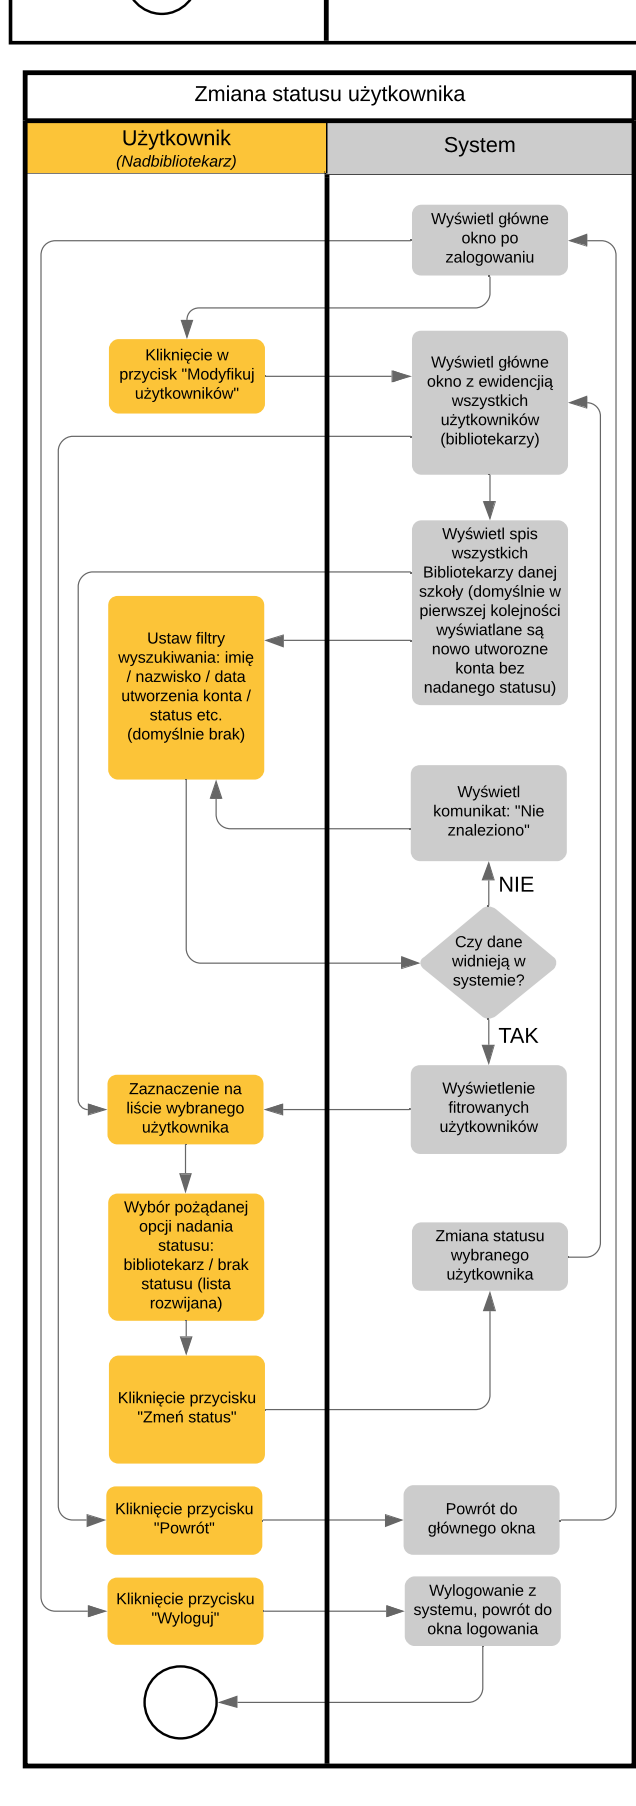 Zmiana statusu użytkownika
Użytkownik
(Nadbibliotekarz)
System
Wyświetl główne
okno po
zalogowaniu
Kliknięcie w
przycisk "Modyfikuj
użytkowników"
Wyświetl główne
okno z ewidencjią
wszystkich
użytkowników
(bibliotekarzy)
Wyświetl spis
wszystkich
Bibliotekarzy danej
szkoły (domyślnie w
pierwszej kolejności
wyświatlane są
nowo utworozne
konta bez
nadanego statusu)
Ustaw filtry
wyszukiwania: imię
/ nazwisko / data
utworzenia konta /
status etc.
(domyślnie brak)
Wyświetl
komunikat: "Nie
znaleziono"
NIE
Czy dane
widnieją w
systemie?
TAK
Zaznaczenie na
liście wybranego
użytkownika
Wyświetlenie
fitrowanych
użytkowników
Wybór pożądanej
opcji nadania
statusu:
bibliotekarz / brak
statusu (lista
rozwijana)
Zmiana statusu
wybranego
użytkownika
Kliknięcie przycisku
"Zmeń status"
Kliknięcie przycisku
"Powrót"
Powrót do
głównego okna
Kliknięcie przycisku
"Wyloguj"
Wylogowanie z
systemu, powrót do
okna logowania